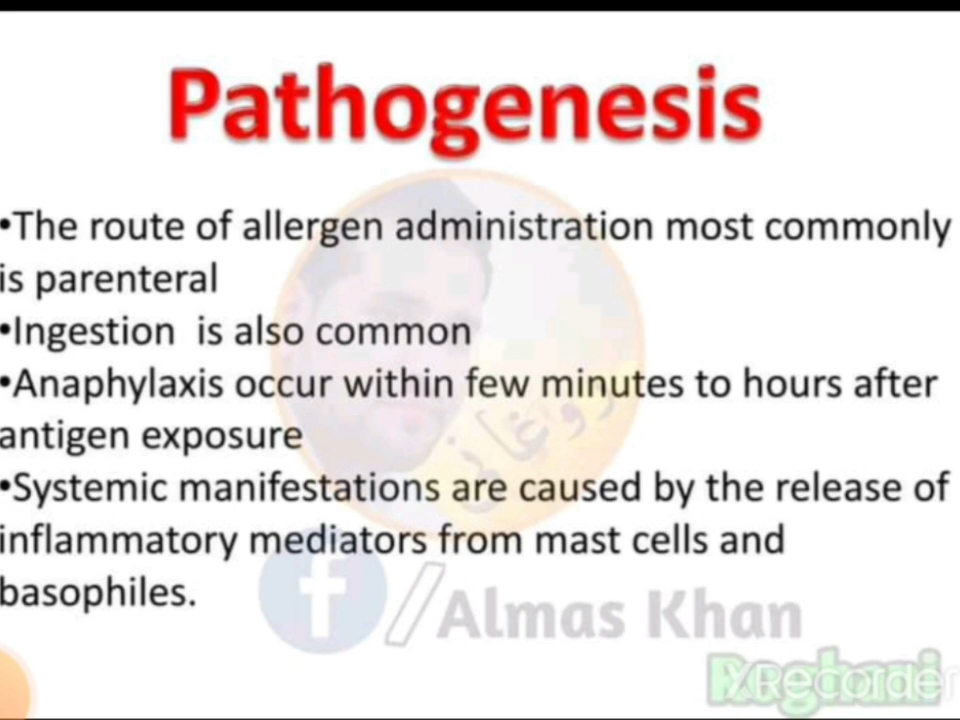 Pathogenesis
•The route of allergen administration most commonly
is parenteral
•Ingestion is also common
•Anaphylaxis occur within few minutes to hours after
antigen exposure
•Systemic manifestations are caused by the release of
inflammatory mediators from mast cells and
basophiles.
f/Almas Khan
Roghani
XRecorder